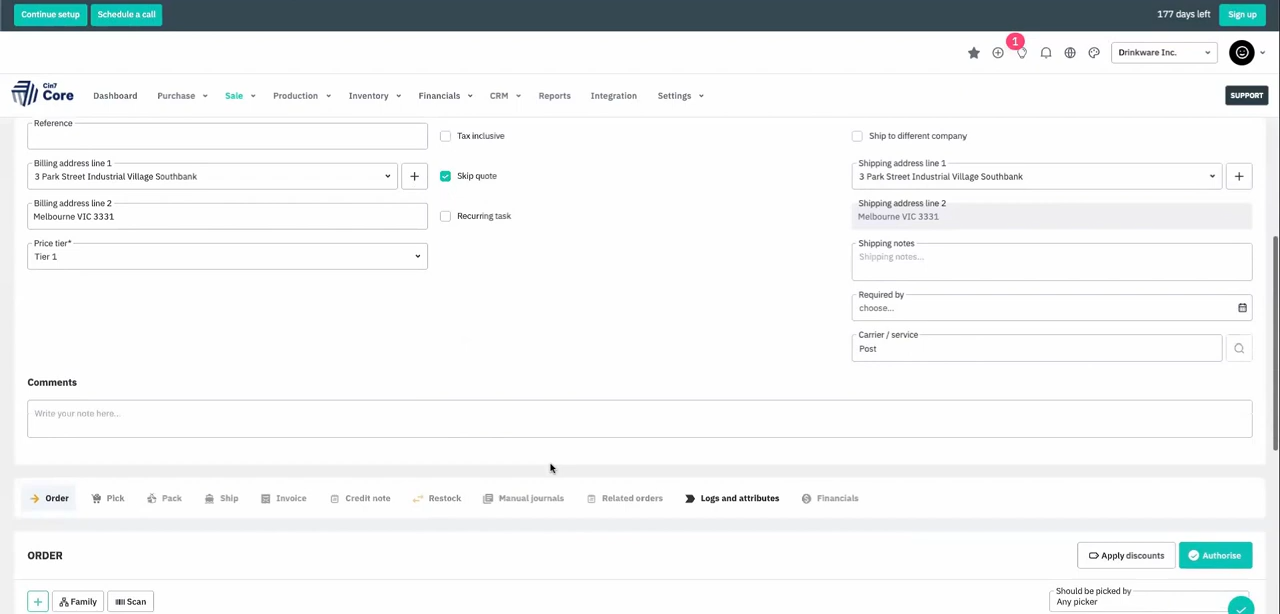 Continue setup Schedule a call 177 days left Sign up
1 Drinkware Inc.
Cin7 Core Dashboard Purchase Sale Production Inventory Financials CRM Reports Integration Settings SUPPORT
Reference Tax inclusive Ship to different company
Billing address line 1 Shipping address line 1
3 Park Street Industrial Village Southbank Skip quote 3 Park Street Industrial Village Southbank
Billing address line 2 Shipping address line 2
Melbourne VIC 3331 Recurring task Melbourne VIC 3331
Price tier* Shipping notes
Tier 1 Shipping notes...
Required by
choose...
Carrier / service
Post
Comments
Write your note here...
Order Pick Pack Ship Invoice Credit note Restock Manual journals Related orders Logs and attributes Financials
ORDER Apply discounts Authorise
Family Scan Should be picked by
Any picker